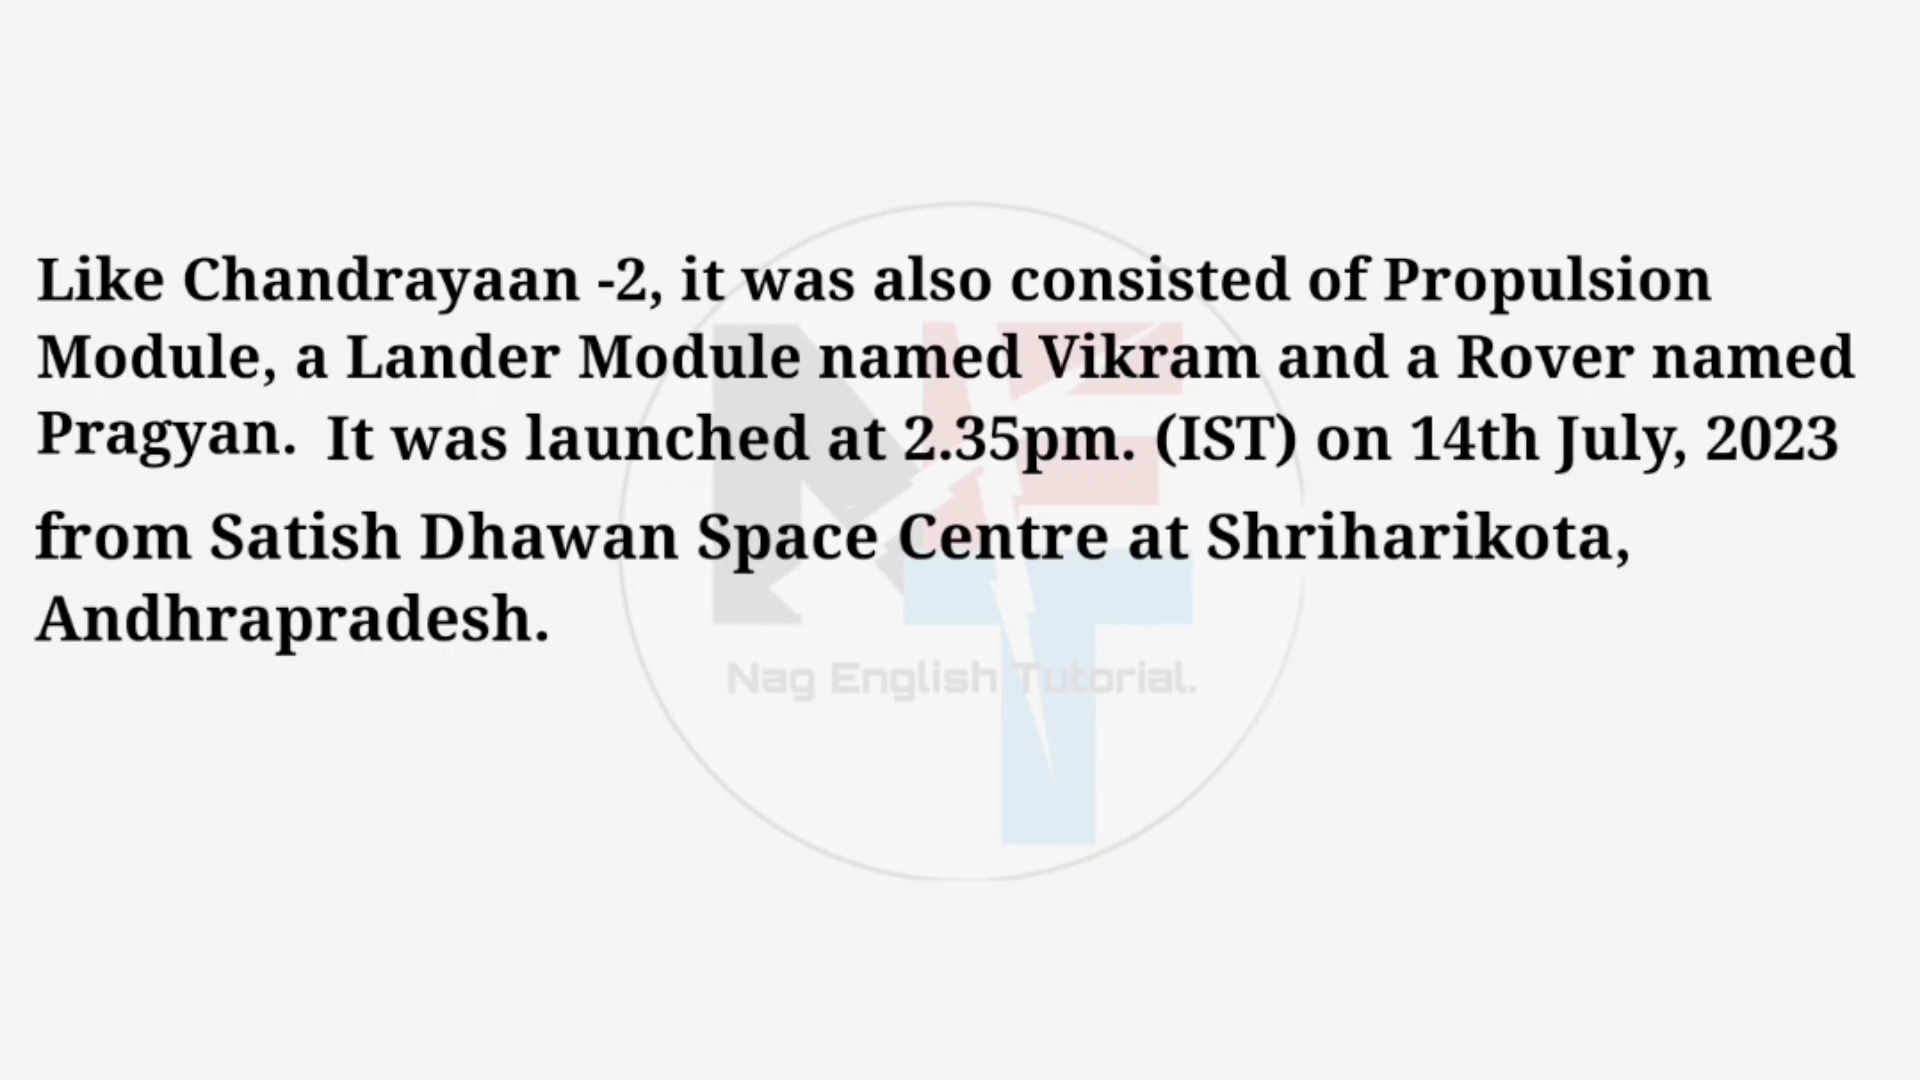 Like Chandrayaan -2, it was also consisted of Propulsion
Module, a Lander Module named Vikram and a Rover named
Pragyan. It was launched at 2.35pm. (IST) on 14th July, 2023
from Satish Dhawan Space Centre at Shriharikota,
Andhrapradesh.
NET
Nag English Tutorial.